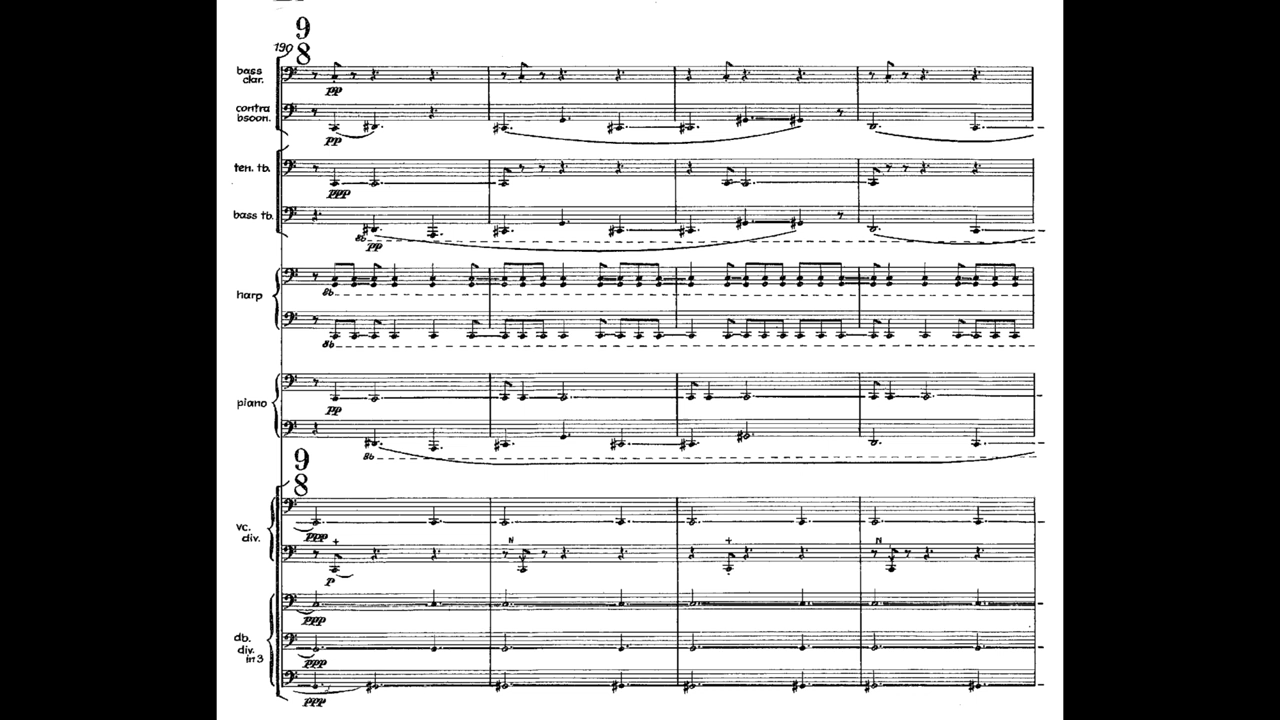 9
8
190
bass
clar.
pp
contra
bsoon.
pp
ten. tb.
ppp
bass tb.
8b
pp
harp
8b
8b
piano
pp
8b
9
8
vc.
div.
ppp
+
N
+
N
p
ppp
db.
div.
in 3
ppp
ppp